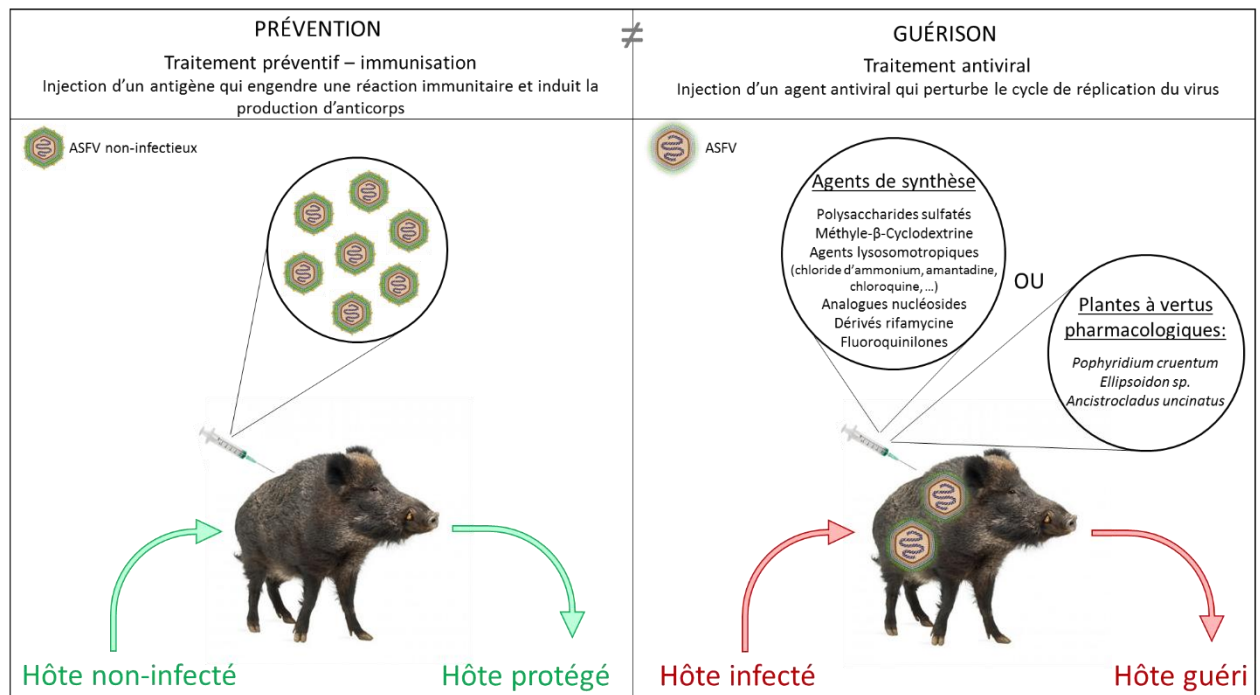 PRÉVENTION
Traitement préventif – immunisation
Injection d'un antigène qui engendre une réaction immunitaire et induit la
production d'anticorps
≠
GUÉRISON
Traitement antiviral
Injection d'un agent antiviral qui perturbe le cycle de réplication du virus
ASFV non-infectieux
Hôte non-infecté
Hôte protégé
ASFV
Agents de synthèse
Polysaccharides sulfatés
Méthyle-β-Cyclodextrine
Agents lysosomotropiques
(chloride d'ammonium, amantadine,
chloroquine, ...)
Analogues nucléosides
Dérivés rifamycine
Fluoroquinilones
OU
Plantes à vertus
pharmacologiques:
Pophyridium cruentum
Ellipsoidon sp.
Ancistrocladus uncinatus
Hôte infecté
Hôte guéri